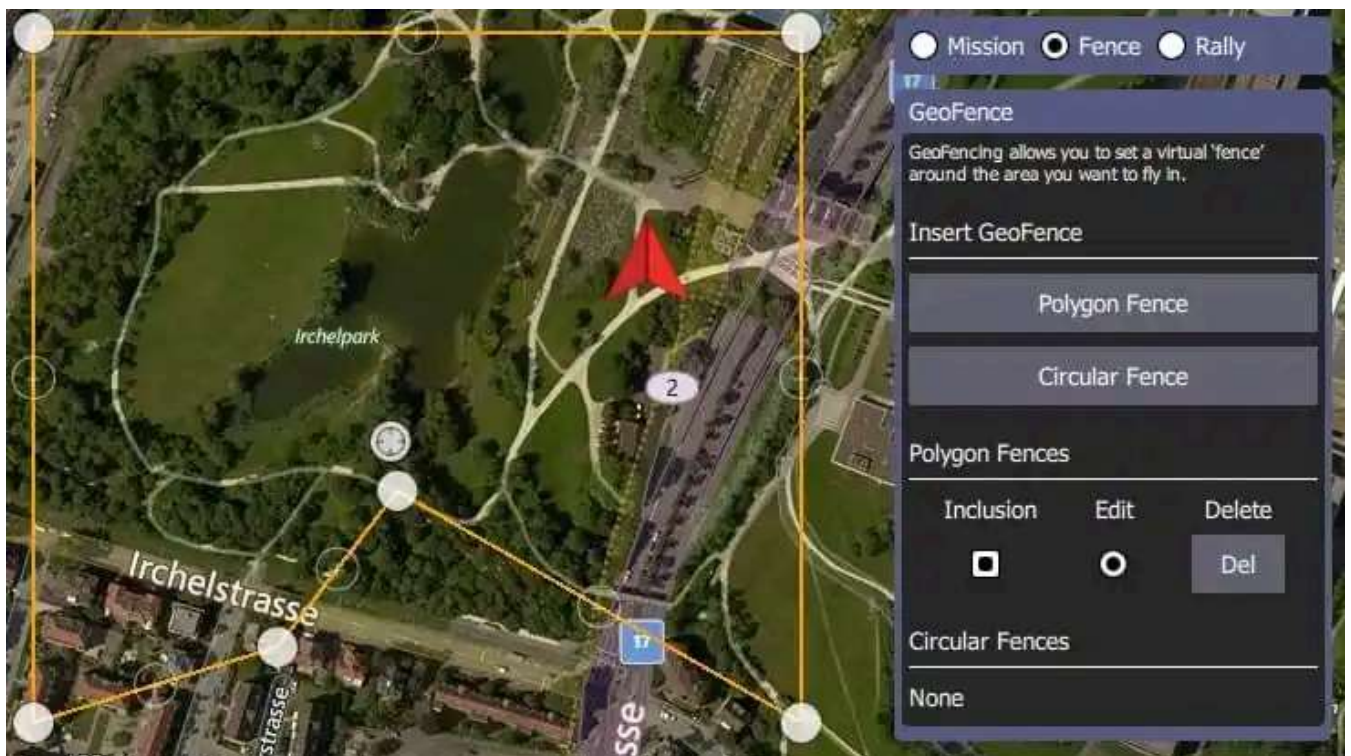 Mission
Fence
Rally
17
GeoFence
GeoFencing allows you to set a virtual 'fence'
around the area you want to fly in.
Insert GeoFence
Polygon Fence
Circular Fence
Polygon Fences
Inclusion
Edit
Delete
Del
Circular Fences
None
Irchelpark
2
Irchelstrasse
17